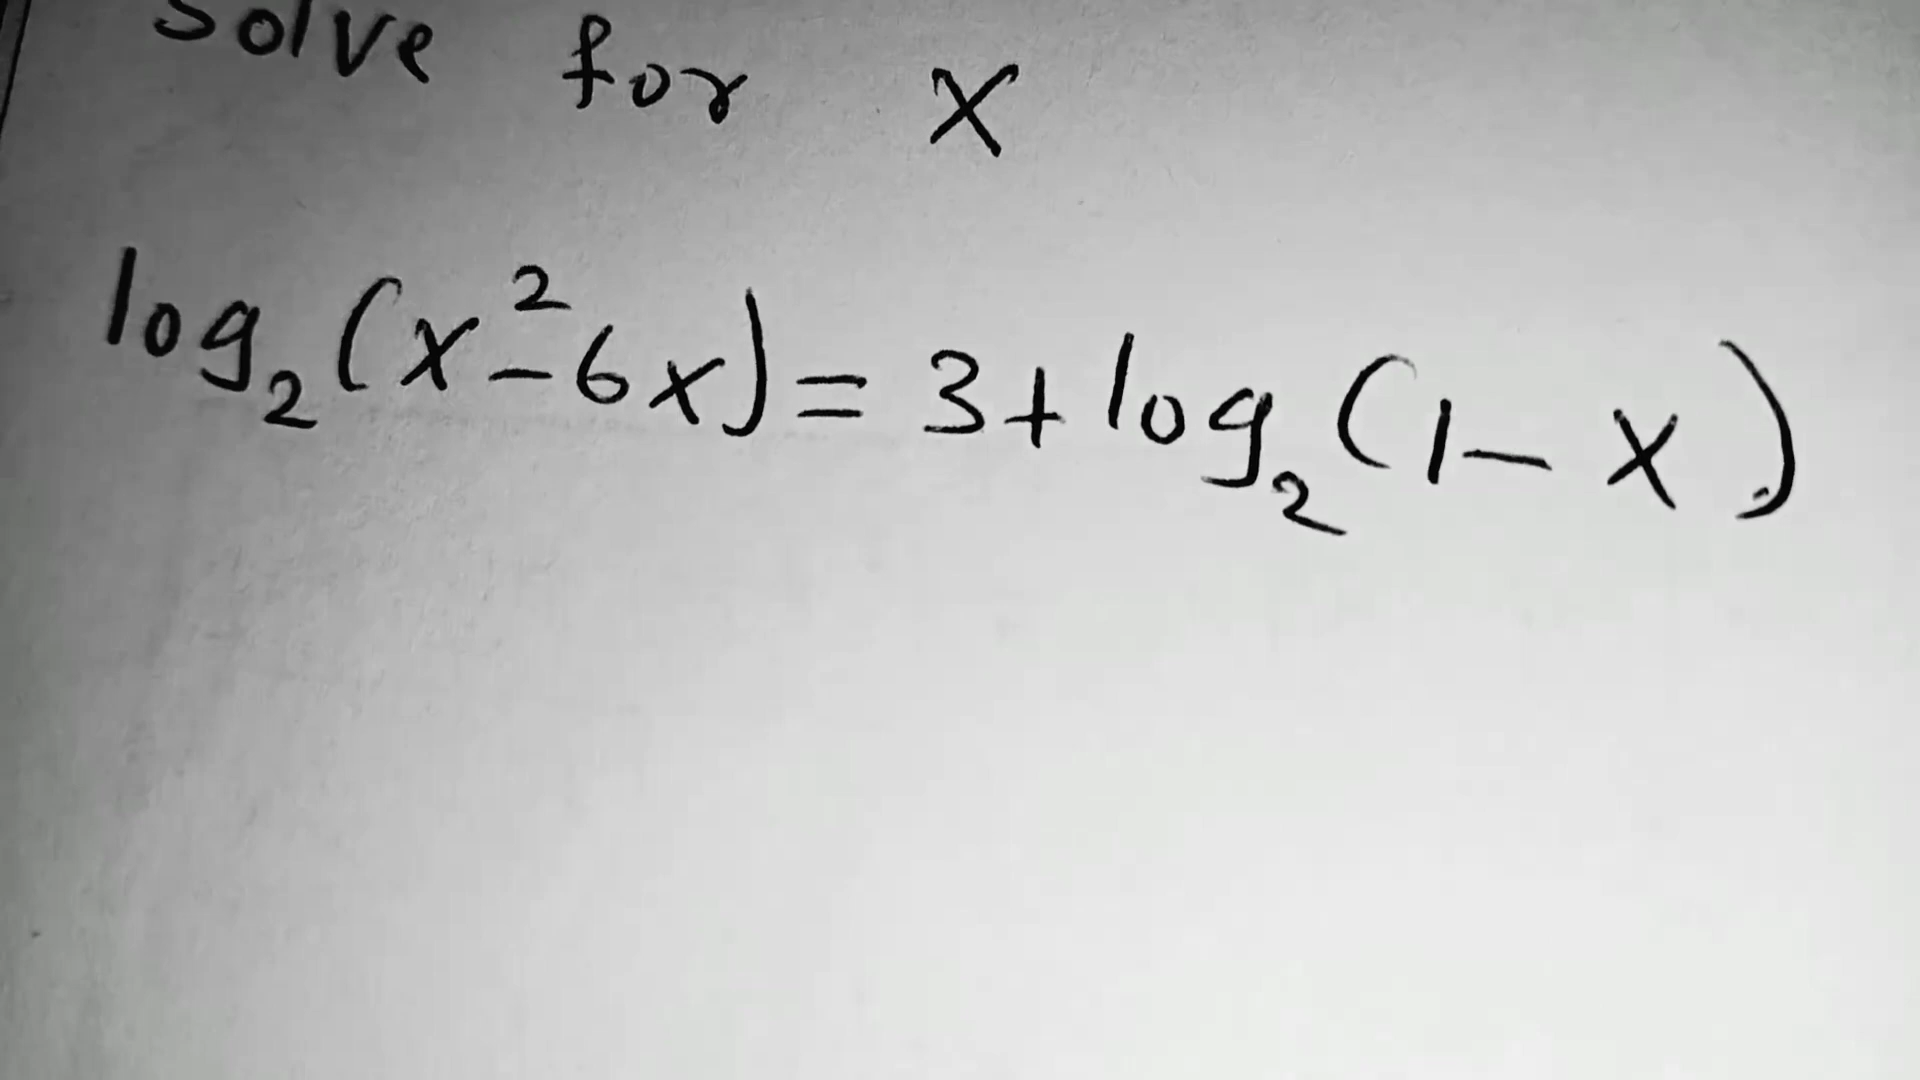 Solve for x
log₂(x²-6x) = 3 + log₂(1-x)